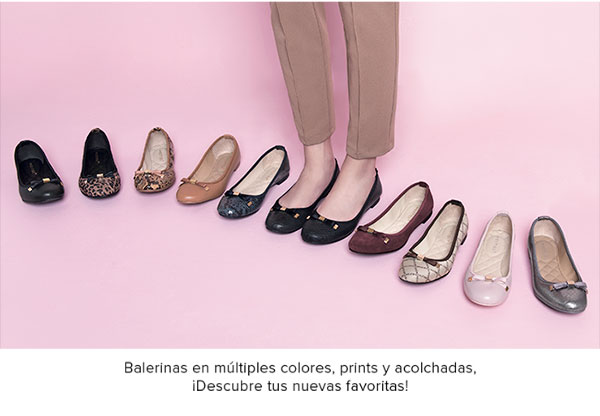 Balerinas en múltiples colores, prints y acolchadas,
¡Descubre tus nuevas favoritas!